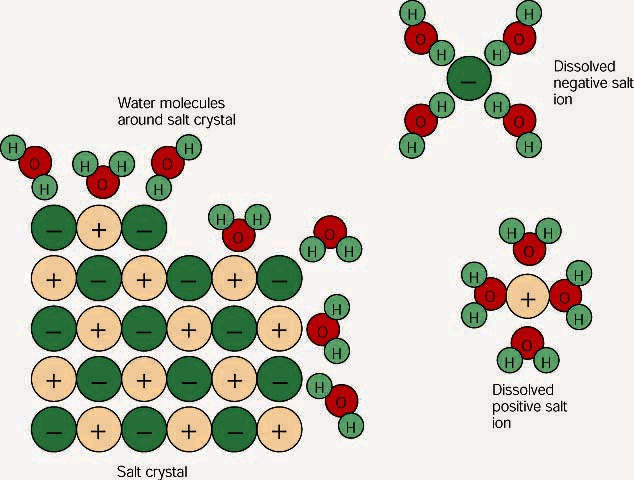 H
H
O
O
H
H
–
Dissolved
negative salt
ion
H
H
O
O
H
H
Water molecules
around salt crystal
H
O
H
H
H
O
H
O
H
– + –
H
H
O
O
H
H
+ – + – + –
– + – + – +
+ – + – + –
– + – + – +
H
O
H
H
O
H
Salt crystal
H
H
O
H
O
H
+
H
O
H
O
H
H
Dissolved
positive salt
ion